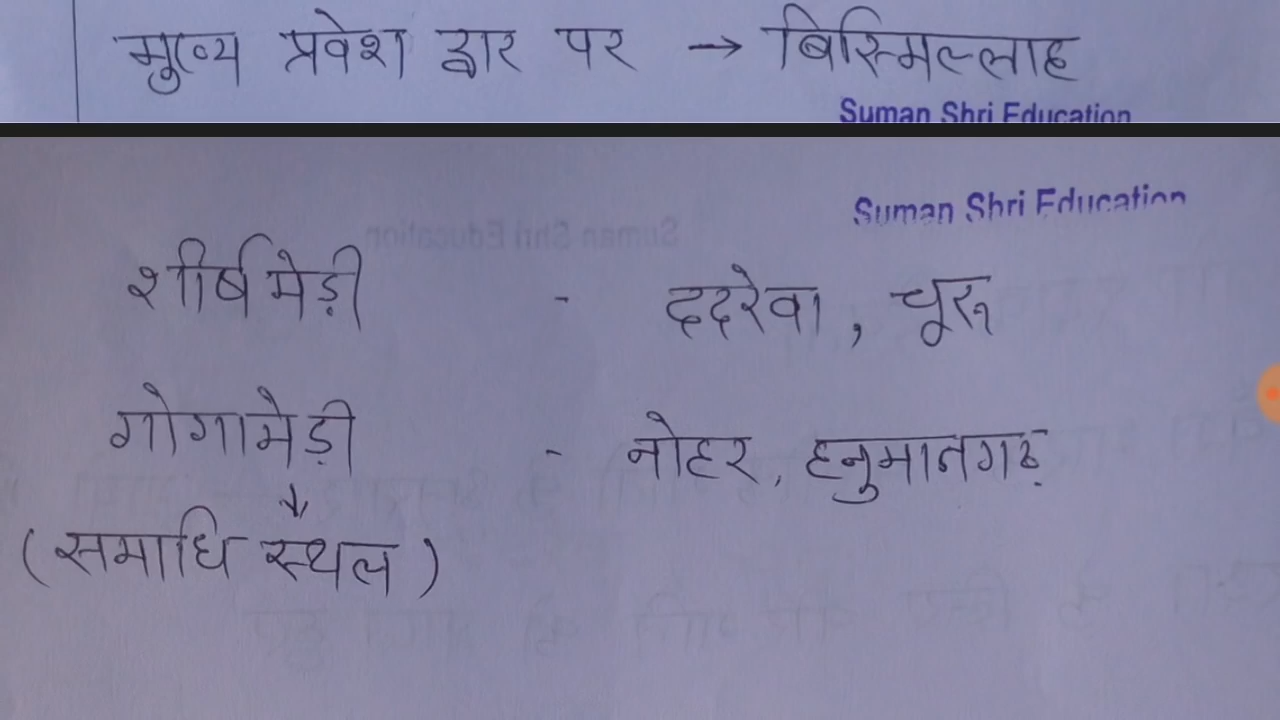 मुख्य प्रवेश द्वार पर → बिस्मिल्लाह
Suman Shri Education
Suman Shri Education
शीर्षमेड़ी - ददरेवा, चूरू
गोगामेड़ी - नोहर, हनुमानगढ़
(समाधि स्थल)